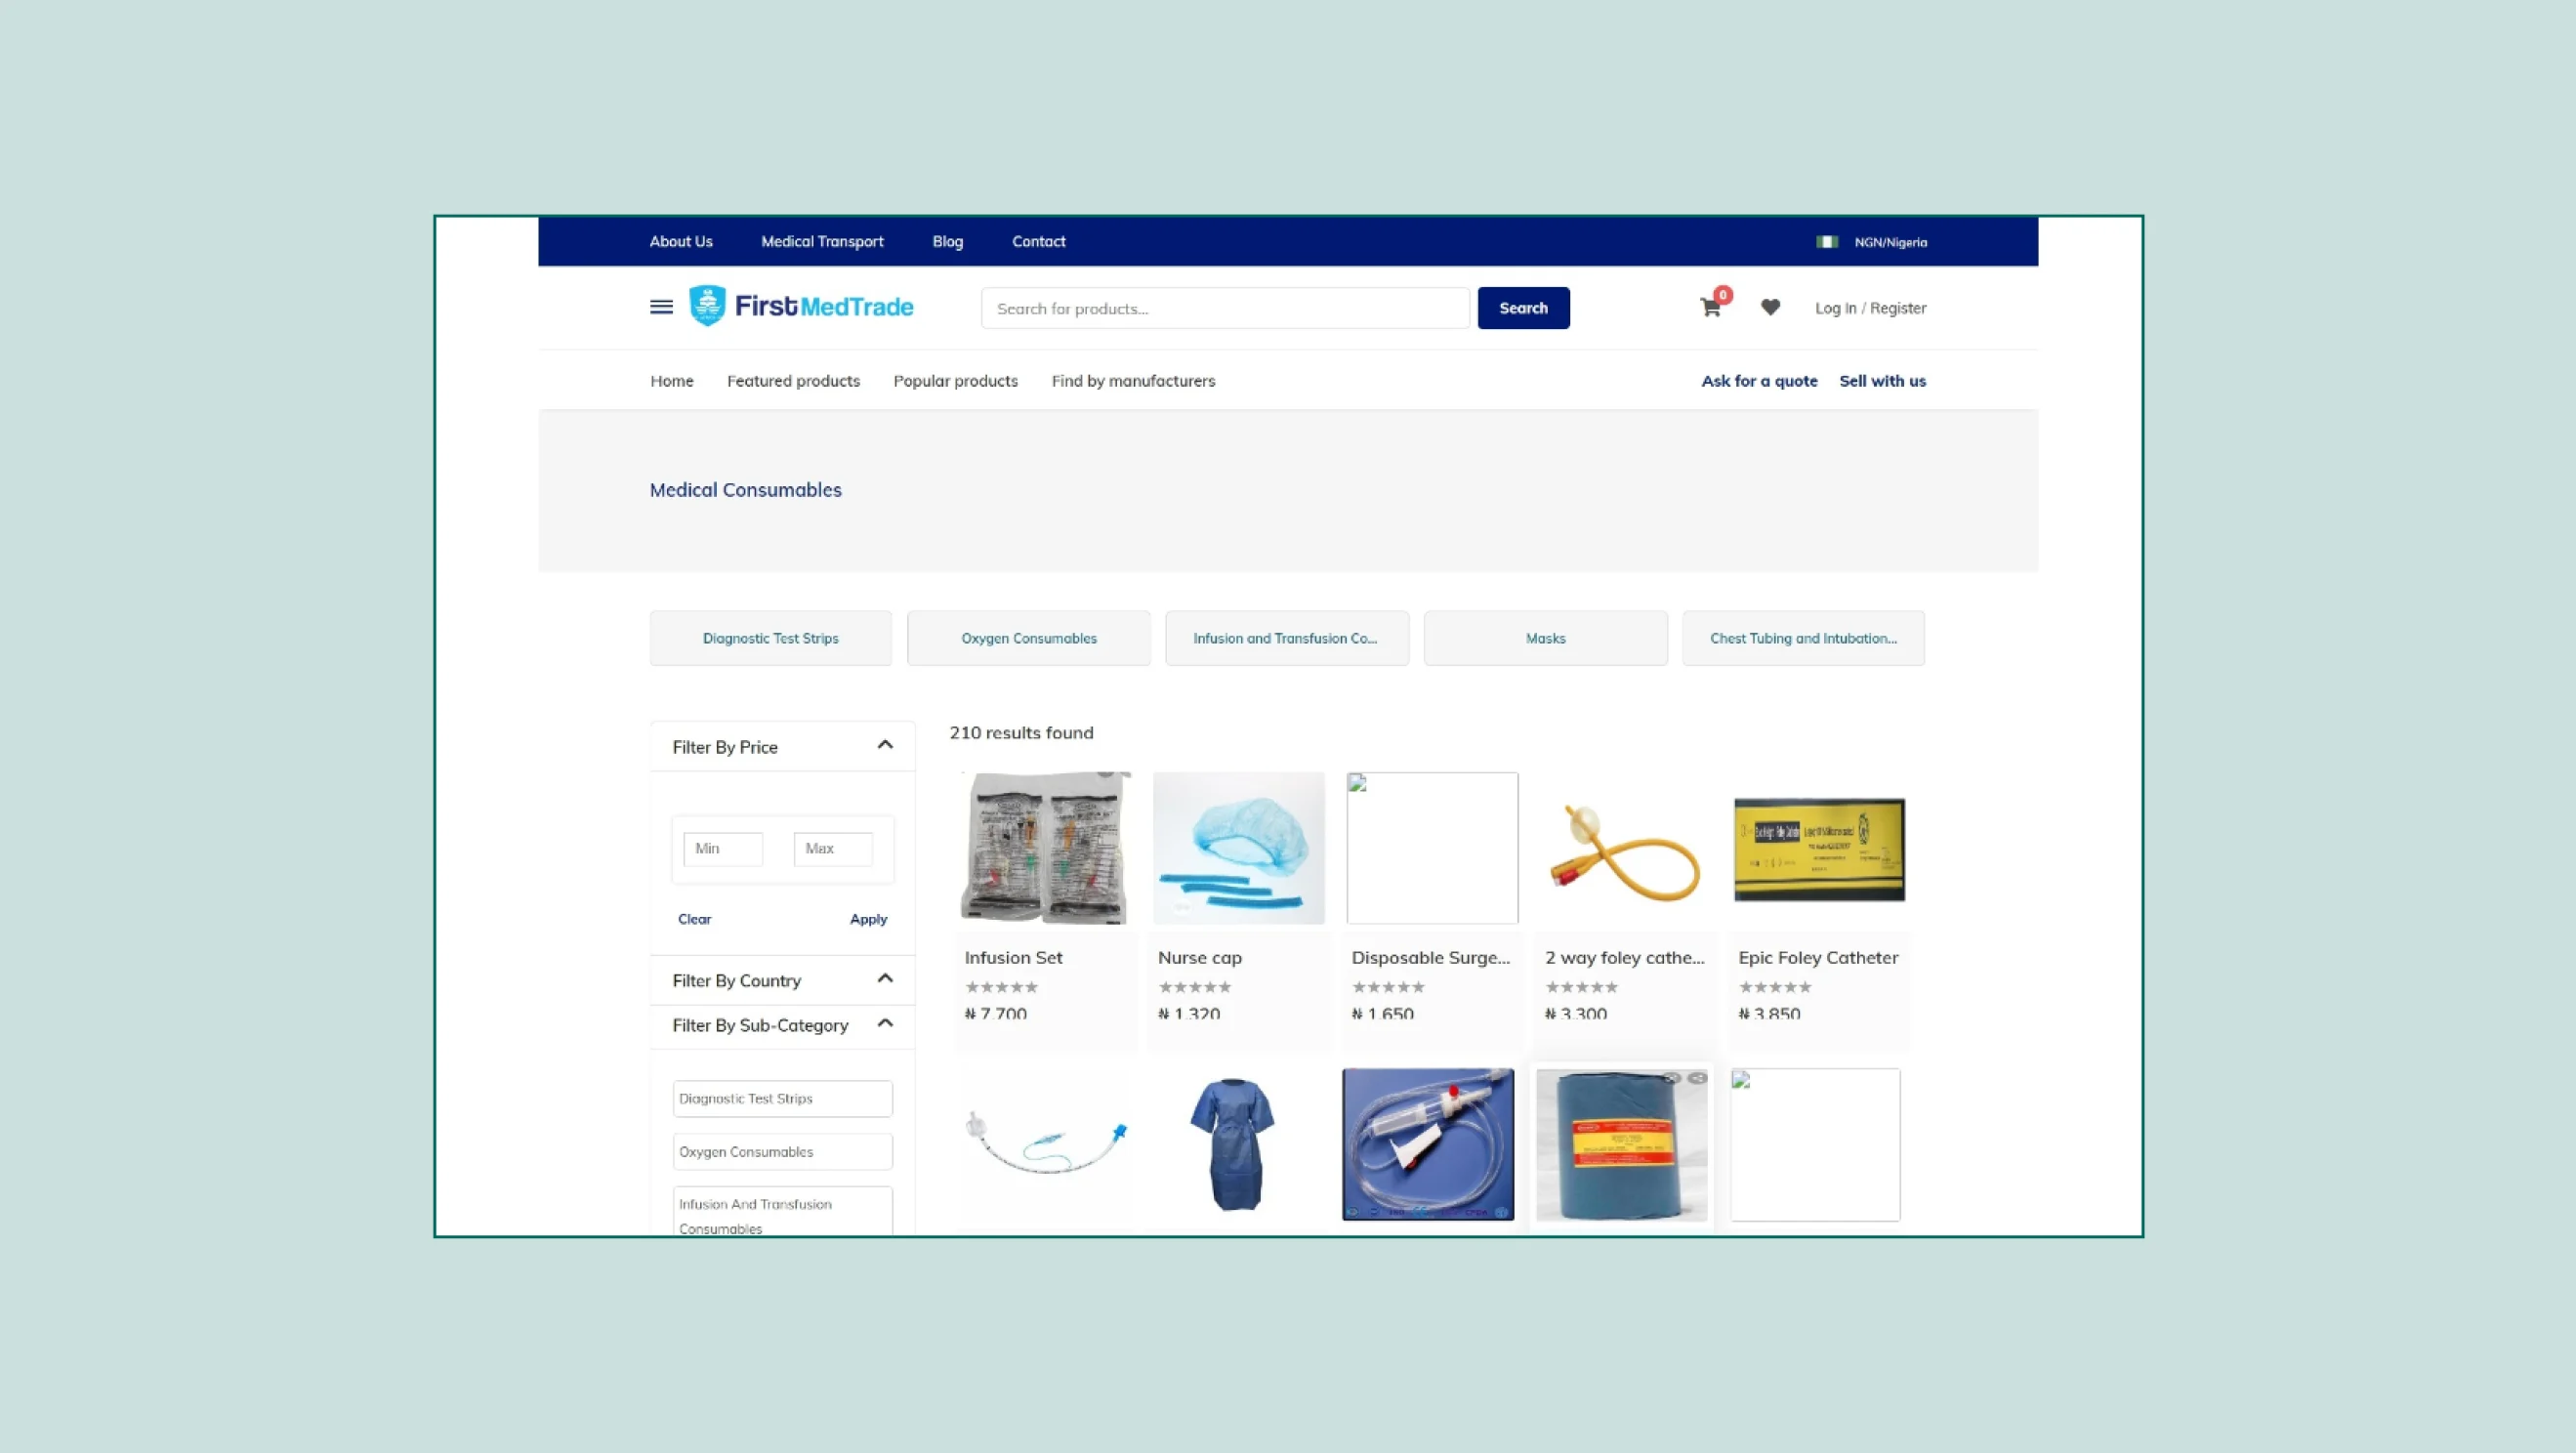 About Us Medical Transport Blog Contact NGN/Nigeria
FirstMedTrade Search for products... Search 0 Log In / Register
Home Featured products Popular products Find by manufacturers Ask for a quote Sell with us
Medical Consumables
Diagnostic Test Strips Oxygen Consumables Infusion and Transfusion Co... Masks Chest Tubing and Intubation...
210 results found
Filter By Price
Min Max
Clear Apply
Filter By Country
Filter By Sub-Category
Diagnostic Test Strips
Oxygen Consumables
Infusion And Transfusion
Consumables
Infusion Set Nurse cap Disposable Surge... 2 way foley cathe... Epic Foley Catheter
★★★★★ ★★★★★ ★★★★★ ★★★★★ ★★★★★
₦ 7,700 ₦ 1,320 ₦ 1,650 ₦ 3,300 ₦ 3,850